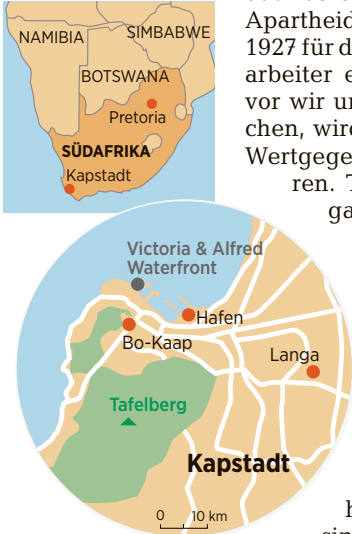 NAMIBIA
SIMBABWE
BOTSWANA
Pretoria
SÜDAFRIKA
Kapstadt
Apartheid
1927 für d
arbeiter e
vor wir u
chen, wird
Wertgege
ren. T
ga
Victoria & Alfred
Waterfront
Hafen
Bo-Kaap
Langa
Tafelberg
Kapstadt
0 10 km
h